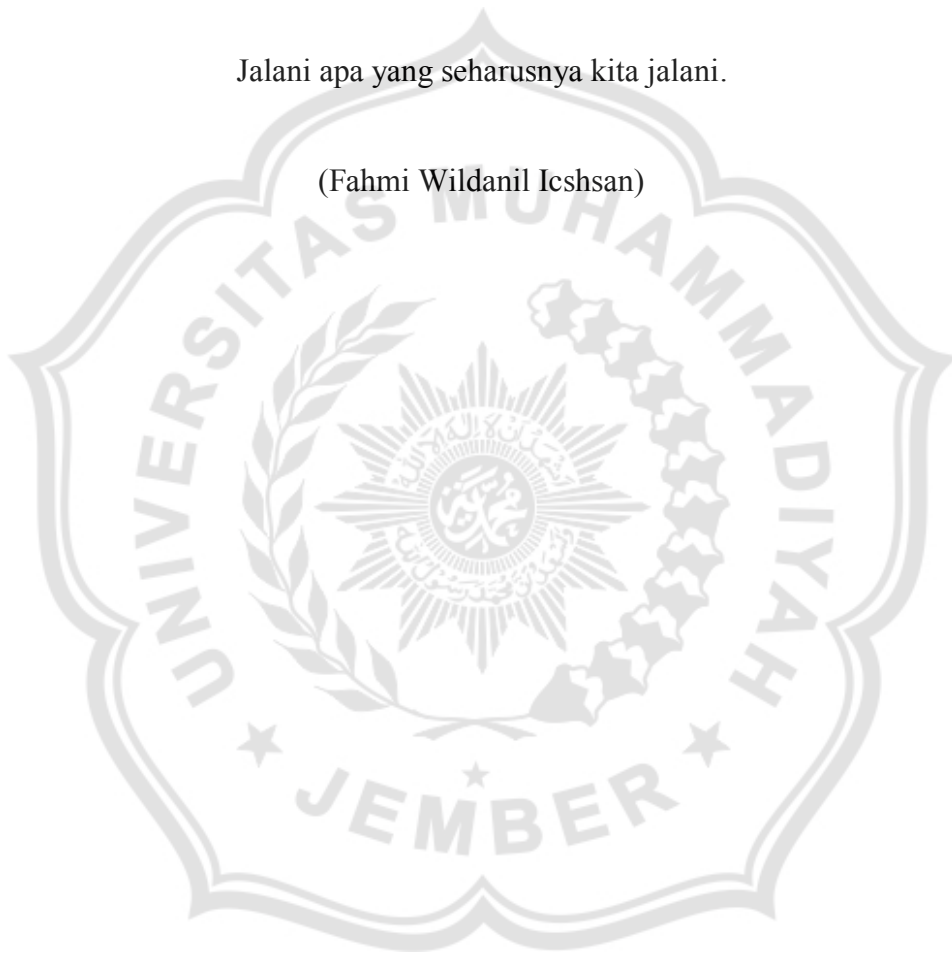 Jalani apa yang seharusnya kita jalani.
(Fahmi Wildanil Icshsan)
UNIVERSITAS MUHAMMADIYAH
JEMBER